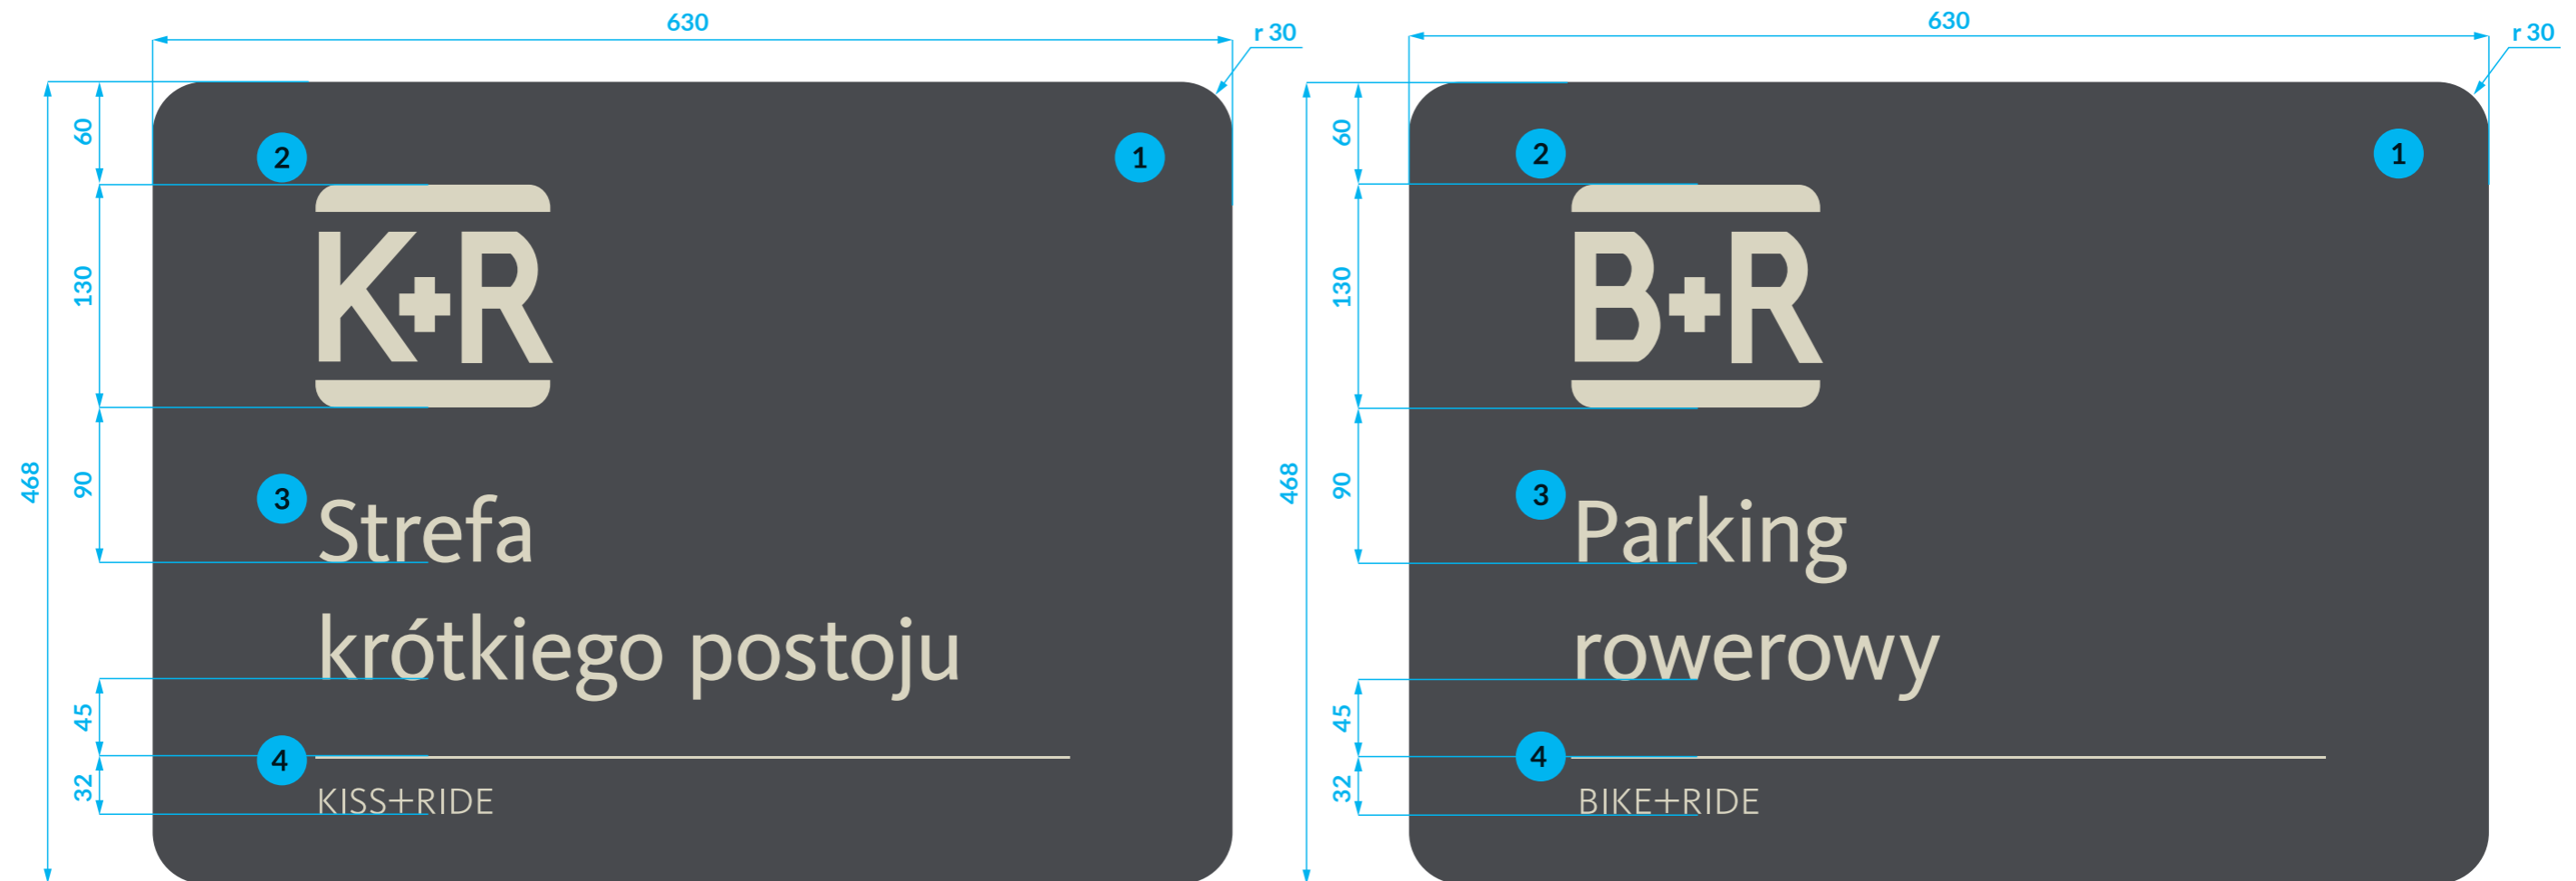 630
r 30
468
60
130
90
45
32
2
1
K+R
3
Strefa
krótkiego postoju
4
KISS+RIDE
630
r 30
468
60
130
90
45
32
2
1
B+R
3
Parking
rowerowy
4
BIKE+RIDE